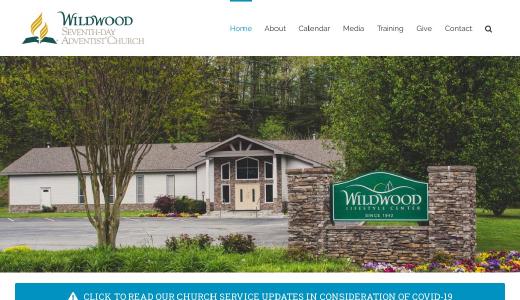 WILDWOOD
SEVENTH-DAY
ADVENTIST CHURCH
Home About Calendar Media Training Give Contact
WILDWOOD
LIFESTYLE CENTER
SINCE 1942
CLICK TO READ OUR CHURCH SERVICE UPDATES IN CONSIDERATION OF COVID-19